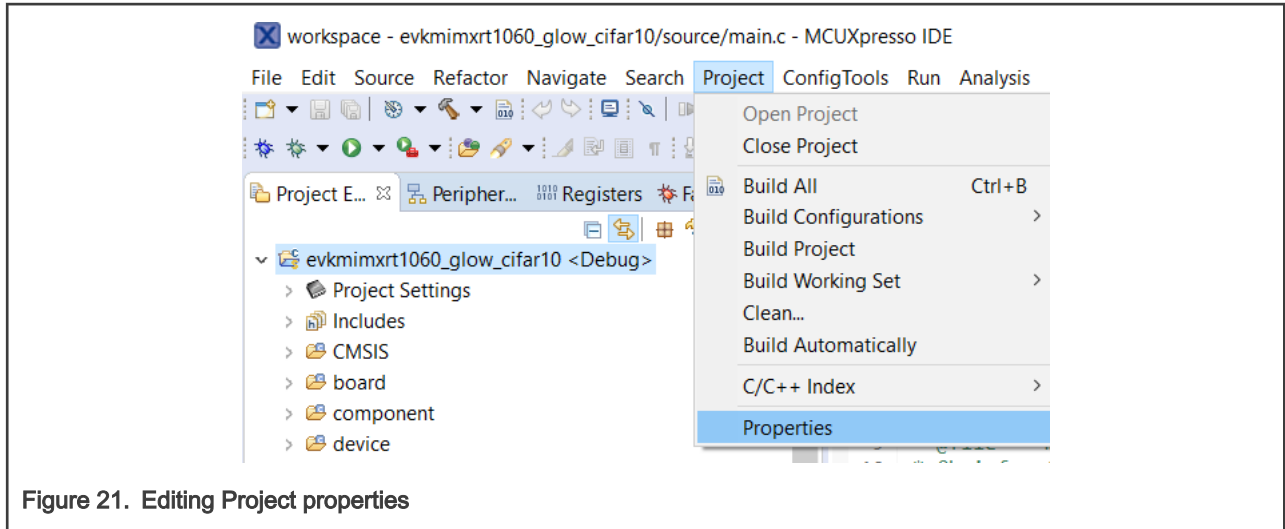 workspace - evkmimxrt1060_glow_cifar10/source/main.c - MCUXpresso IDE
File Edit Source Refactor Navigate Search Project ConfigTools Run Analysis
Open Project
Close Project
Build All Ctrl+B
Build Configurations
Build Project
Build Working Set
Clean...
Build Automatically
C/C++ Index
Properties
Project E... Peripher... Registers
evkmimxrt1060_glow_cifar10 <Debug>
Project Settings
Includes
CMSIS
board
component
device
Figure 21. Editing Project properties